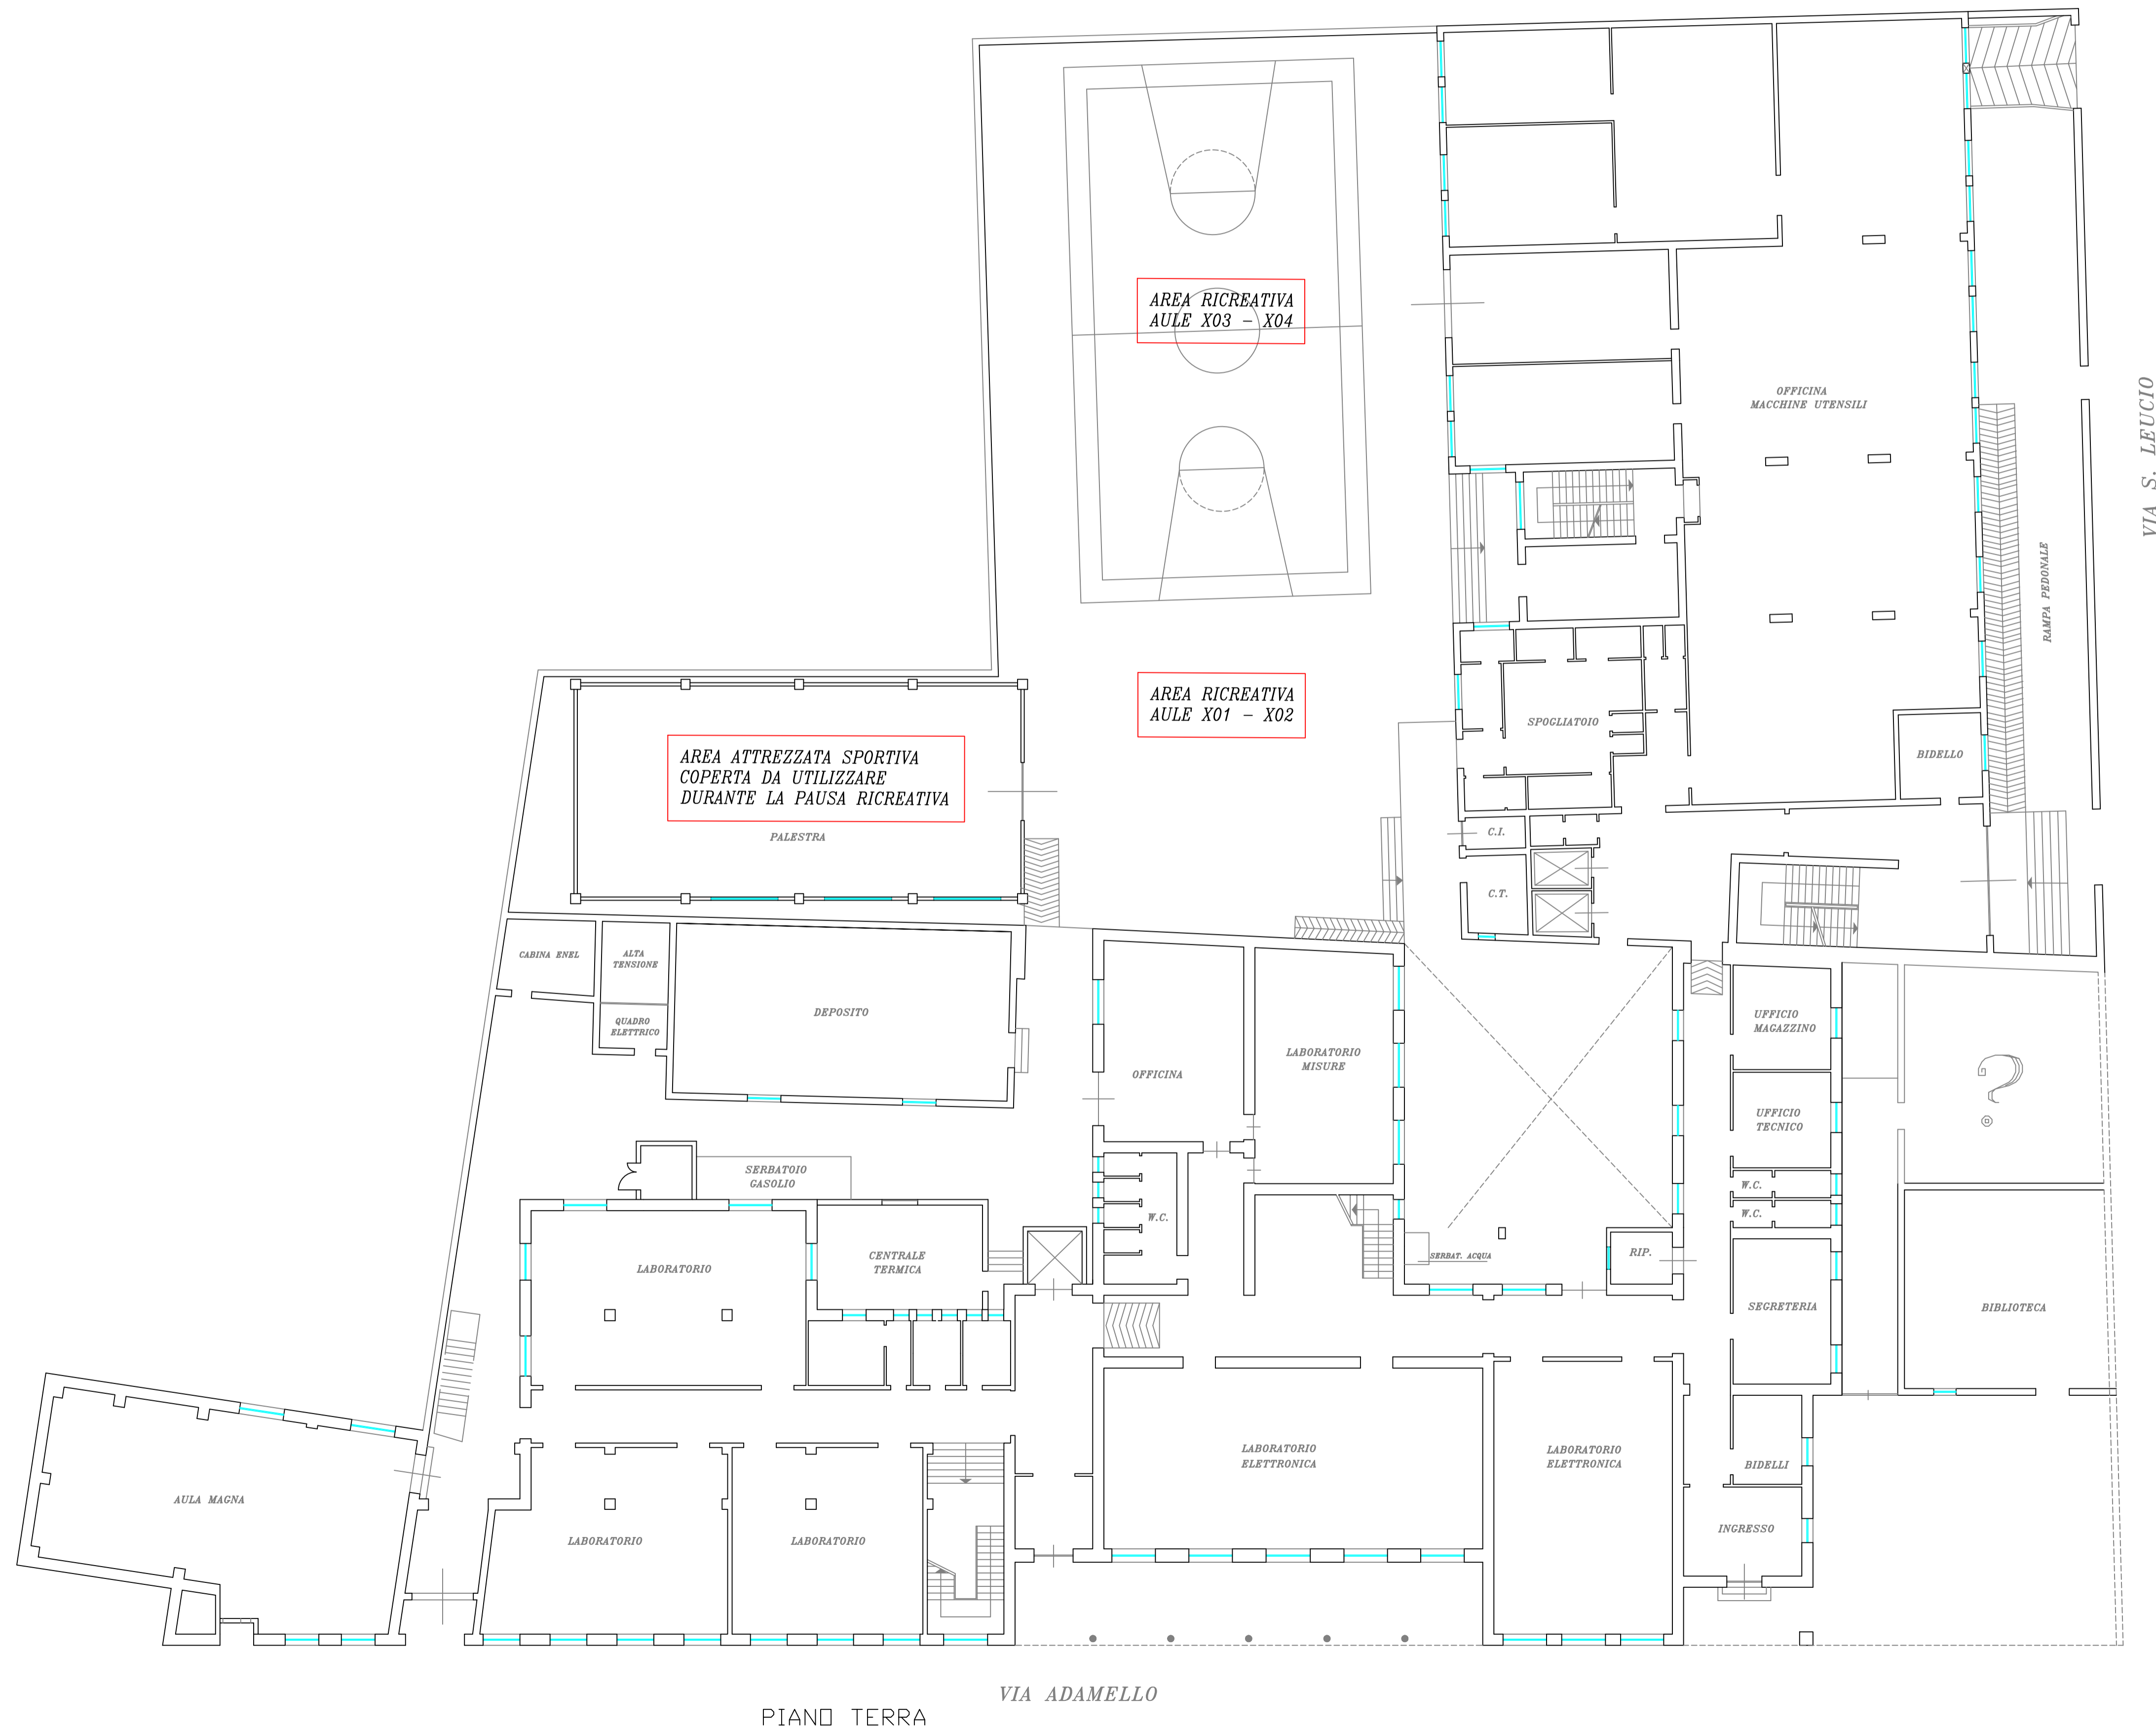 AREA RICREATIVA
AULE X03 - X04
OFFICINA
MACCHINE UTENSILI
VIA S. LEUCIO
RAMPA PEDONALE
AREA RICREATIVA
AULE X01 - X02
SPOGLIATOIO
BIDELLO
AREA ATTREZZATA SPORTIVA
COPERTA DA UTILIZZARE
DURANTE LA PAUSA RICREATIVA
PALESTRA
C.I.
C.T.
CABINA ENEL
ALTA
TENSIONE
QUADRO
ELETTRICO
DEPOSITO
OFFICINA
LABORATORIO
MISURE
UFFICIO
MAGAZZINO
?
UFFICIO
TECNICO
SERBATOIO
GASOLIO
W.C.
W.C.
W.C.
LABORATORIO
CENTRALE
TERMICA
SERBAT. ACQUA
RIP.
SEGRETERIA
BIBLIOTECA
AULA MAGNA
LABORATORIO
LABORATORIO
LABORATORIO
ELETTRONICA
LABORATORIO
ELETTRONICA
BIDELLI
INGRESSO
VIA ADAMELLO
PIANO TERRA